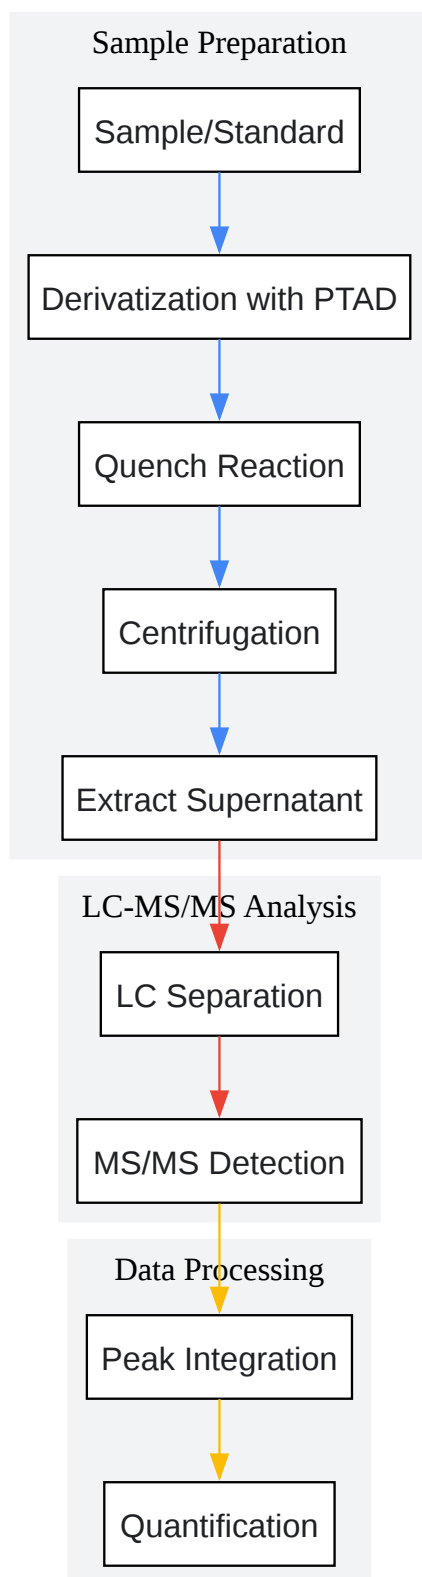 Sample Preparation
Sample/Standard
Derivatization with PTAD
Quench Reaction
Centrifugation
Extract Supernatant
LC-MS/MS Analysis
LC Separation
MS/MS Detection
Data Processing
Peak Integration
Quantification